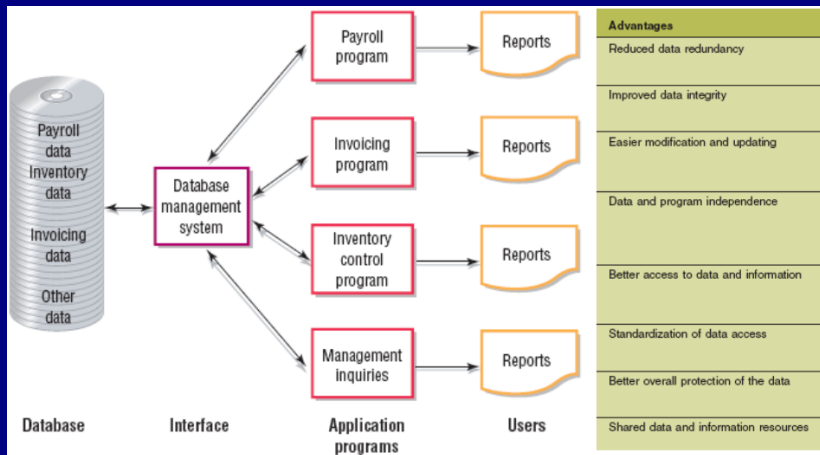 Payroll
data
Inventory
data
Invoicing
data
Other
data
Database
Database
management
system
Interface
Payroll
program
Invoicing
program
Inventory
control
program
Management
inquiries
Application
programs
Reports
Reports
Reports
Reports
Users
Advantages
Reduced data redundancy
Improved data integrity
Easier modification and updating
Data and program independence
Better access to data and information
Standardization of data access
Better overall protection of the data
Shared data and information resources